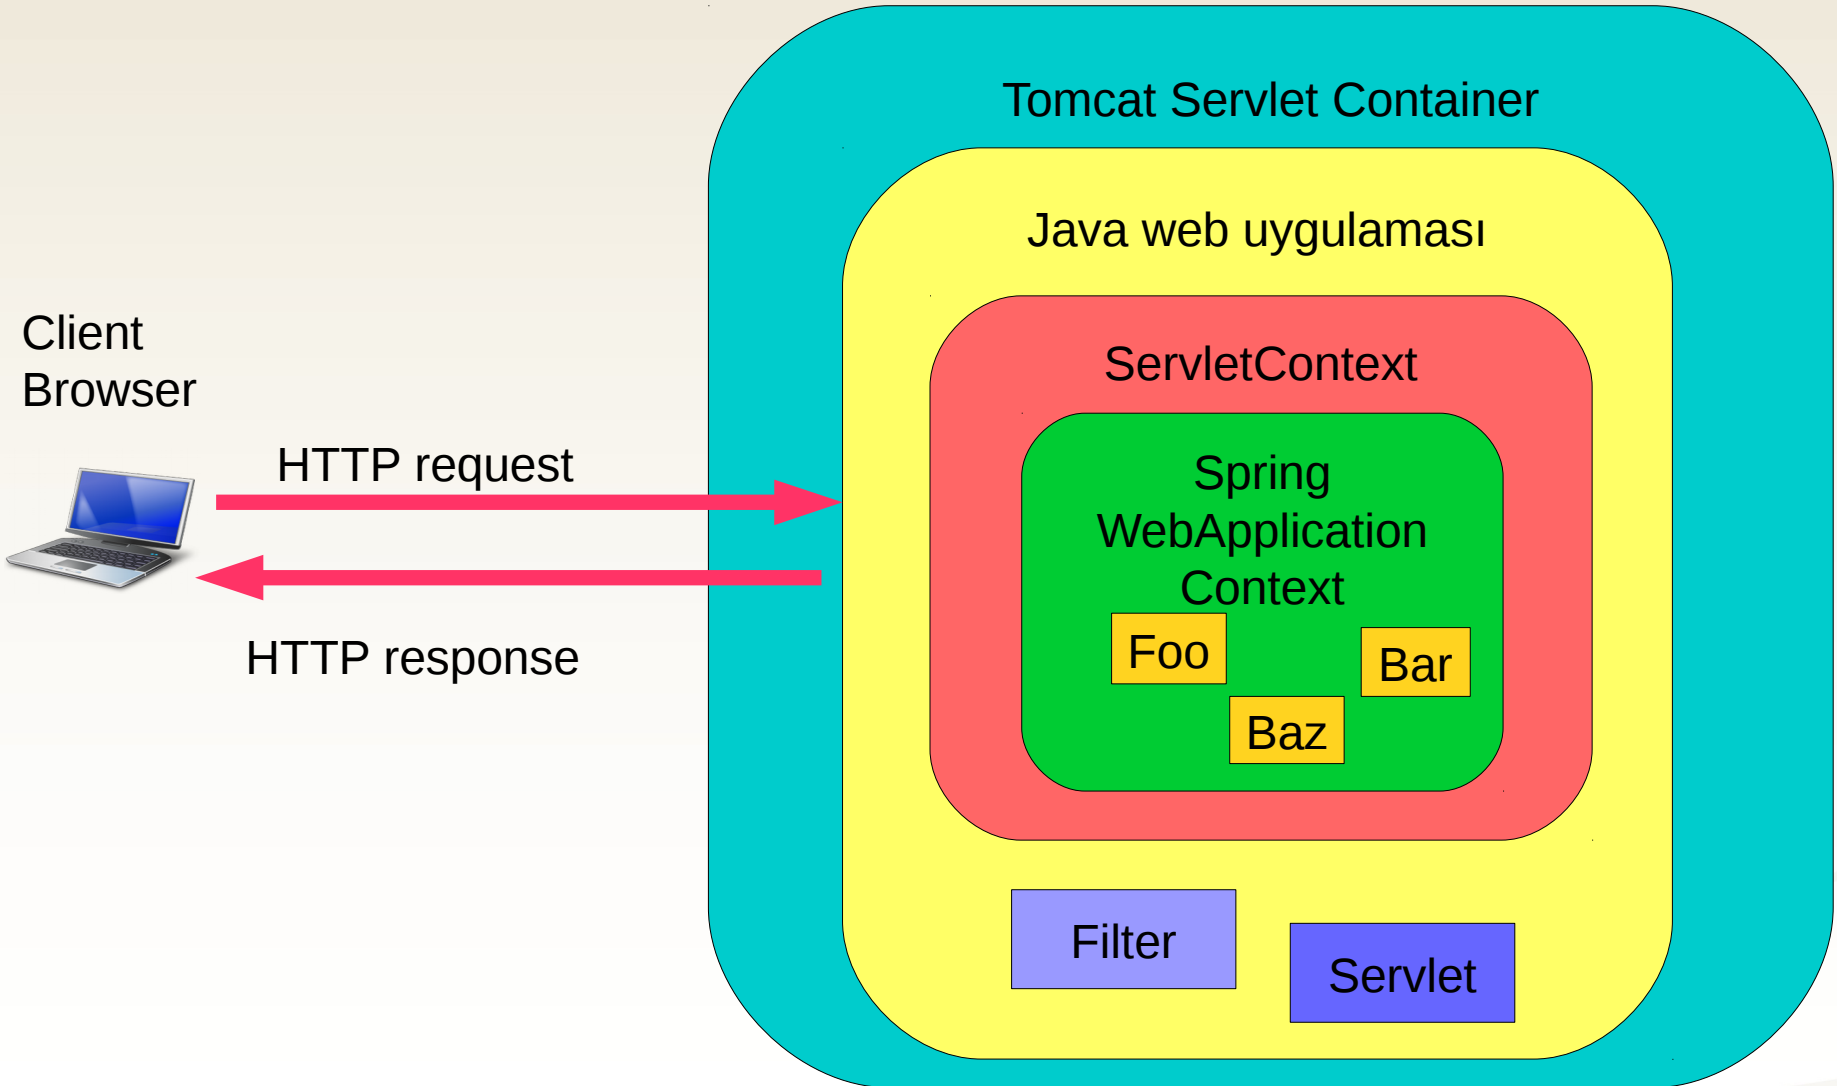 Tomcat Servlet Container
Java web uygulaması
ServletContext
Spring
WebApplication
Context
Foo
Bar
Baz
Filter
Servlet
Client
Browser
HTTP request
HTTP response